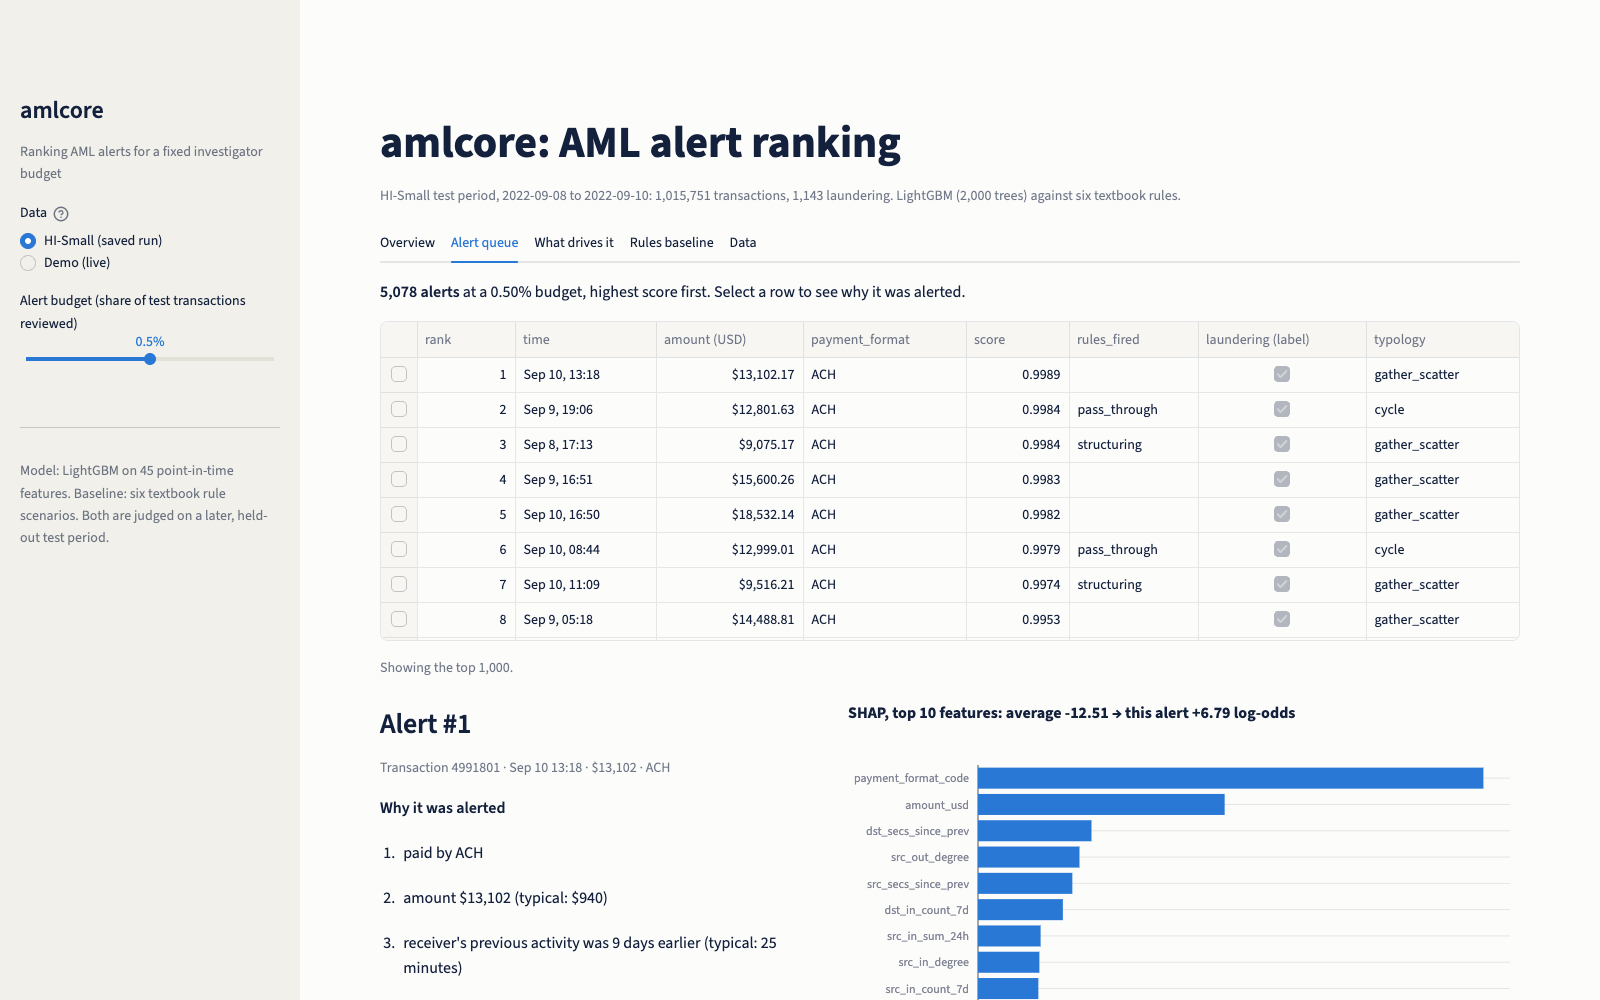 amlcore
Ranking AML alerts for a fixed investigator
budget
Data
HI-Small (saved run)
Demo (live)
Alert budget (share of test transactions
reviewed)
0.5%
Model: LightGBM on 45 point-in-time
features. Baseline: six textbook rule
scenarios. Both are judged on a later, held-
out test period.
amlcore: AML alert ranking
HI-Small test period, 2022-09-08 to 2022-09-10: 1,015,751 transactions, 1,143 laundering. LightGBM (2,000 trees) against six textbook rules.
Overview Alert queue What drives it Rules baseline Data
5,078 alerts at a 0.50% budget, highest score first. Select a row to see why it was alerted.
rank time amount (USD) payment_format score rules_fired laundering (label) typology
1 Sep 10, 13:18 $13,102.17 ACH 0.9989 gather_scatter
2 Sep 9, 19:06 $12,801.63 ACH 0.9984 pass_through cycle
3 Sep 8, 17:13 $9,075.17 ACH 0.9984 structuring gather_scatter
4 Sep 9, 16:51 $15,600.26 ACH 0.9983 gather_scatter
5 Sep 10, 16:50 $18,532.14 ACH 0.9982 gather_scatter
6 Sep 10, 08:44 $12,999.01 ACH 0.9979 pass_through cycle
7 Sep 10, 11:09 $9,516.21 ACH 0.9974 structuring gather_scatter
8 Sep 9, 05:18 $14,488.81 ACH 0.9953 gather_scatter
Showing the top 1,000.
Alert #1
Transaction 4991801 · Sep 10 13:18 · $13,102 · ACH
Why it was alerted
1. paid by ACH
2. amount $13,102 (typical: $940)
3. receiver's previous activity was 9 days earlier (typical: 25
minutes)
SHAP, top 10 features: average -12.51 → this alert +6.79 log-odds
payment_format_code
amount_usd
dst_secs_since_prev
src_out_degree
src_secs_since_prev
dst_in_count_7d
src_in_sum_24h
src_in_degree
src_in_count_7d